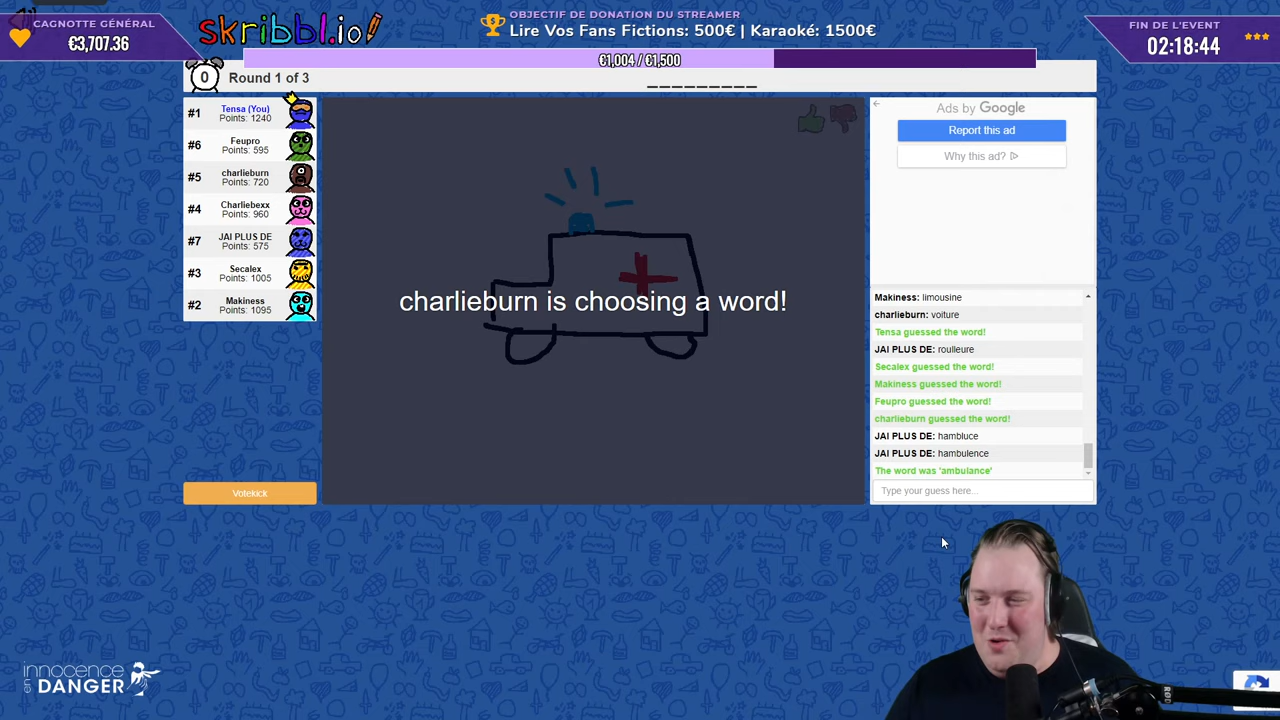 CAGNOTTE GÉNÉRAL
€3,707.36
skribbl.io
OBJECTIF DE DONATION DU STREAMER
Lire Vos Fans Fictions: 500€ | Karaoké: 1500€
€1,004 / €1,500
FIN DE L'EVENT
02:18:44
0
Round 1 of 3
_________
#1
Tensa (You)
Points: 1240
#6
Feupro
Points: 595
#5
charlieburn
Points: 720
#4
Charliebexx
Points: 960
#7
JAI PLUS DE
Points: 575
#3
Secalex
Points: 1005
#2
Makiness
Points: 1095
Votekick
charlieburn is choosing a word!
Ads by Google
Report this ad
Why this ad?
Makiness: limousine
charlieburn: voiture
Tensa guessed the word!
JAI PLUS DE: roulleure
Secalex guessed the word!
Makiness guessed the word!
Feupro guessed the word!
charlieburn guessed the word!
JAI PLUS DE: hambluce
JAI PLUS DE: hambulence
The word was 'ambulance'
Type your guess here...
innocence
en DANGER
RØDE